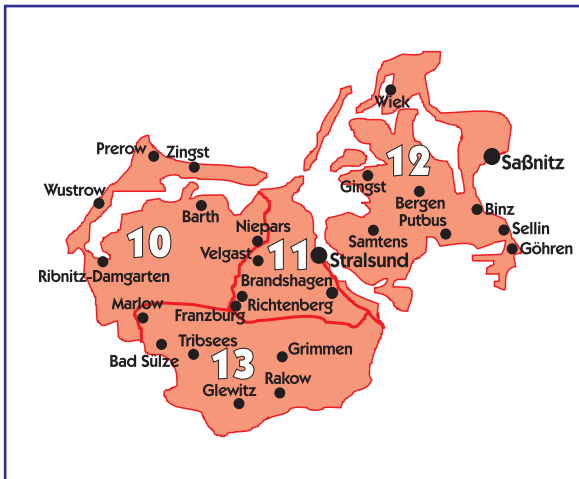 Wiek
Prerow
Zingst
12
Saßnitz
Gingst
Wustrow
Bergen
Barth
Putbus
Binz
Niepars
Sellin
10
Samtens
11
Göhren
Velgast
Stralsund
Ribnitz-Damgarten
Brandshagen
Marlow
Richtenberg
Franzburg
Tribsees
Grimmen
Bad Sülze
13
Rakow
Glewitz